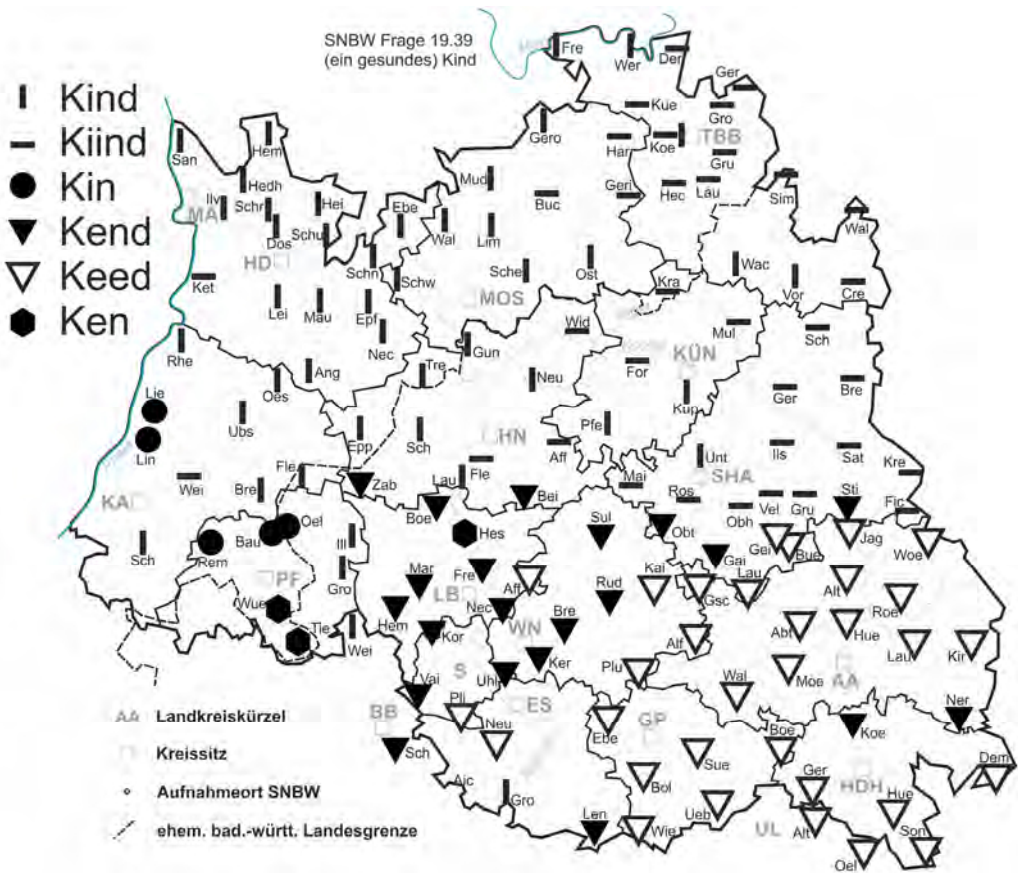 SNBW Frage 19.39
(ein gesundes) Kind
Kind
Kiind
Kin
Kend
Keed
Ken
Fre
Wer
Der
Ger
Kue
Gro
San
Hem
Gero
Har
Koe
TBB
Gru
Hedh
Mud
Hei
Ilv
MA
Schr
Ebe
Buc
Geri
Hec
Lau
Sim
Dos
Schu
Wal
Lim
Wal
HD
Schn
Sche
Ost
Wac
Ket
Schw
Kra
Vor
Cre
Lei
Mau
Epf
MOS
Wid
Mul
Sch
Rhe
Nec
Gun
KÜN
Ang
Tre
For
Oes
Neu
Ger
Bre
Lie
Kup
Ubs
Pfe
Lin
Epp
Sch
HN
Aff
Unt
Ils
Sat
Wei
Bre
Fle
Lau
Fle
Mai
SHA
Kre
KA
Zab
Bei
Ros
Vel
Gru
Sti
Fic
Oel
Boe
Obh
Bau
Hes
Sul
Obt
Sch
Rem
Ill
Gei
Bue
Jag
Woe
PF
Gro
Mar
Fre
Aff
Gai
LB
Rud
Kai
Lau
Alt
Roe
Wue
Hem
Nec
Gsc
Tie
Wei
Kor
WN
Bre
Alf
Abt
Hue
Lau
Kir
S
Ker
Vai
Uhl
Plu
Moe
AA
Pli
ES
Wal
BB
Neu
Ebe
GP
Boe
Koe
Ner
AA
Landkreiskürzel
Kreissitz
Sch
Sue
HDH
Dem
Aic
Bol
Ger
Hue
Aufnahmeort SNBW
Gro
Ueb
ehem. bad.-württ. Landesgrenze
Len
Wie
UL
Alt
Son
Oel